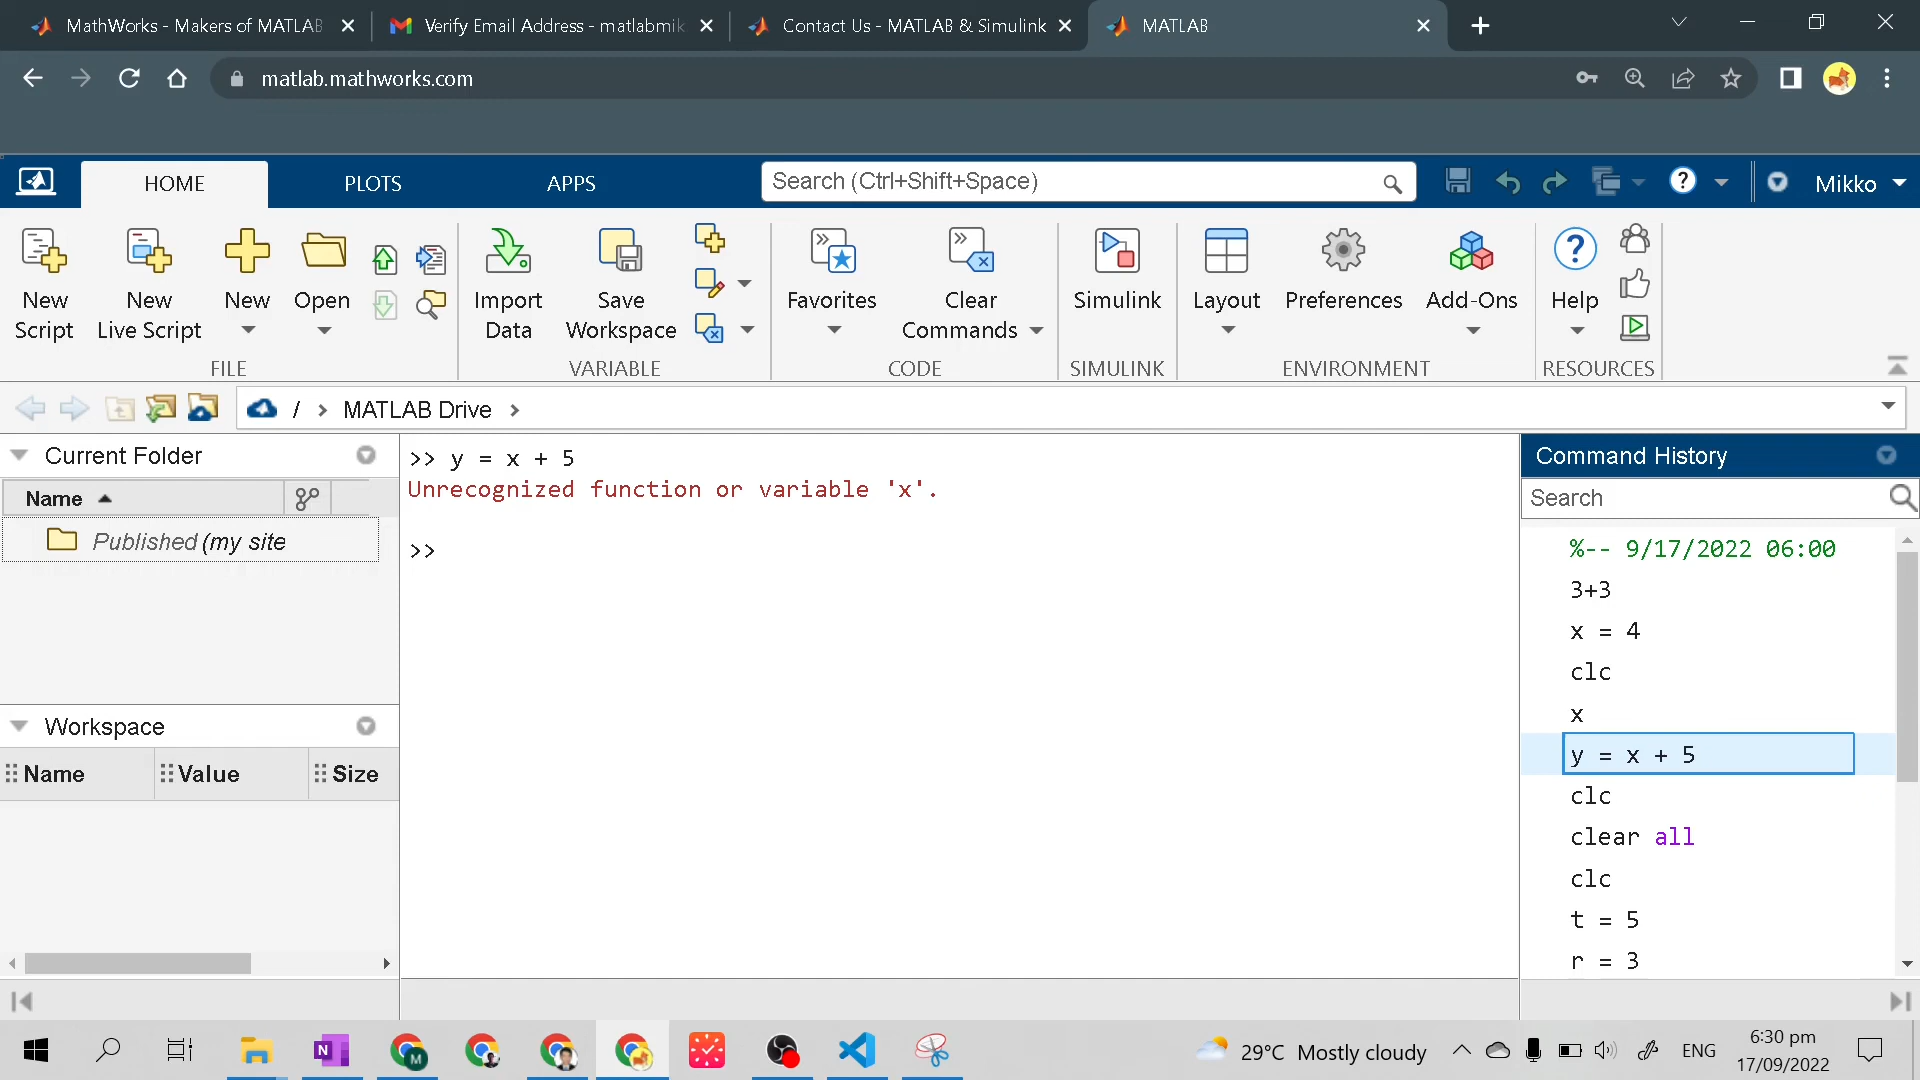 MathWorks - Makers of MATLAB
Verify Email Address - matlabmik
Contact Us - MATLAB & Simulink
MATLAB
matlab.mathworks.com
HOME
PLOTS
APPS
Search (Ctrl+Shift+Space)
Mikko
New Script
New Live Script
New
Open
Import Data
Save Workspace
Favorites
Clear Commands
Simulink
Layout
Preferences
Add-Ons
Help
FILE
VARIABLE
CODE
SIMULINK
ENVIRONMENT
RESOURCES
/ > MATLAB Drive >
Current Folder
Name
Published (my site
Workspace
Name Value Size
>> y = x + 5
Unrecognized function or variable 'x'.
>>
Command History
Search
%-- 9/17/2022 06:00
3+3
x = 4
clc
x
y = x + 5
clc
clear all
clc
t = 5
r = 3
29°C Mostly cloudy
ENG
6:30 pm
17/09/2022